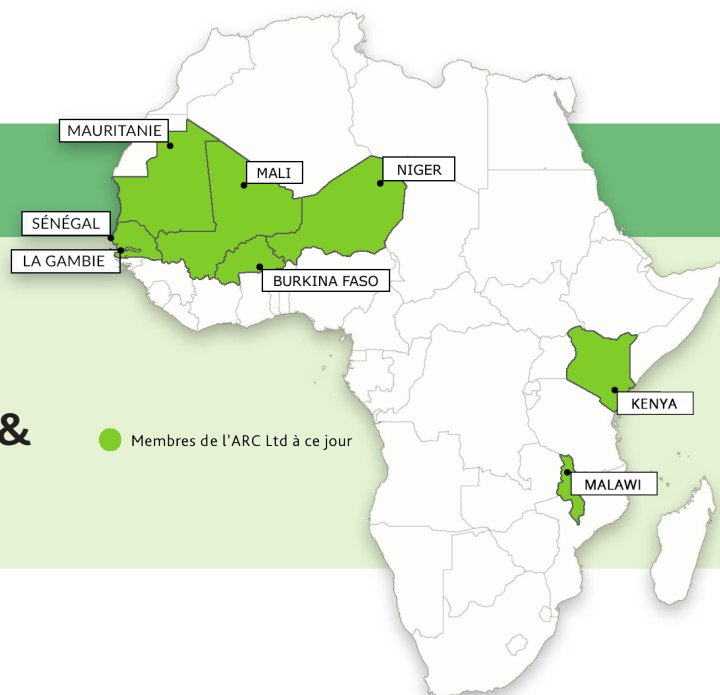 MAURITANIE
MALI
NIGER
SÉNÉGAL
LA GAMBIE
BURKINA FASO
KENYA
&
Membres de l'ARC Ltd à ce jour
MALAWI